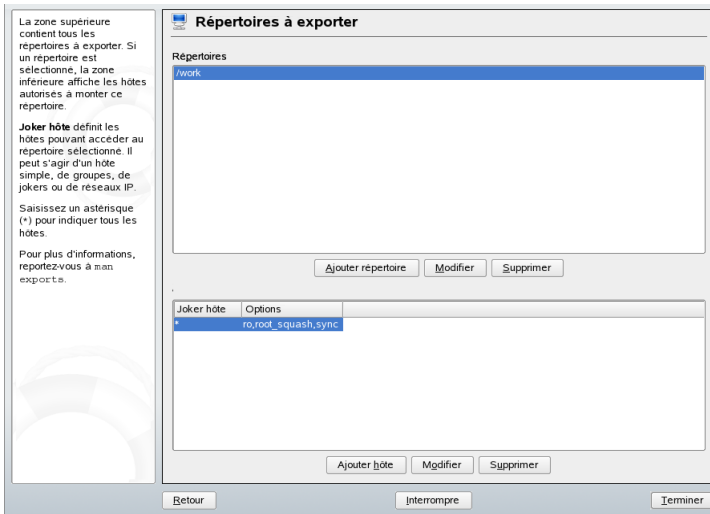 La zone supérieure
contient tous les
répertoires à exporter. Si
un répertoire est
sélectionné, la zone
inférieure affiche les hôtes
autorisés à monter ce
répertoire.
Joker hôte définit les
hôtes pouvant accéder au
répertoire sélectionné. Il
peut s'agir d'un hôte
simple, de groupes, de
jokers ou de réseaux IP.
Saisissez un astérisque
(*) pour indiquer tous les
hôtes.
Pour plus d'informations,
reportez-vous à man
exports.
Répertoires à exporter
Répertoires
/work
Ajouter répertoire Modifier Supprimer
Joker hôte Options
* ro,root_squash,sync
Ajouter hôte Modifier Supprimer
Retour Interrompre Terminer